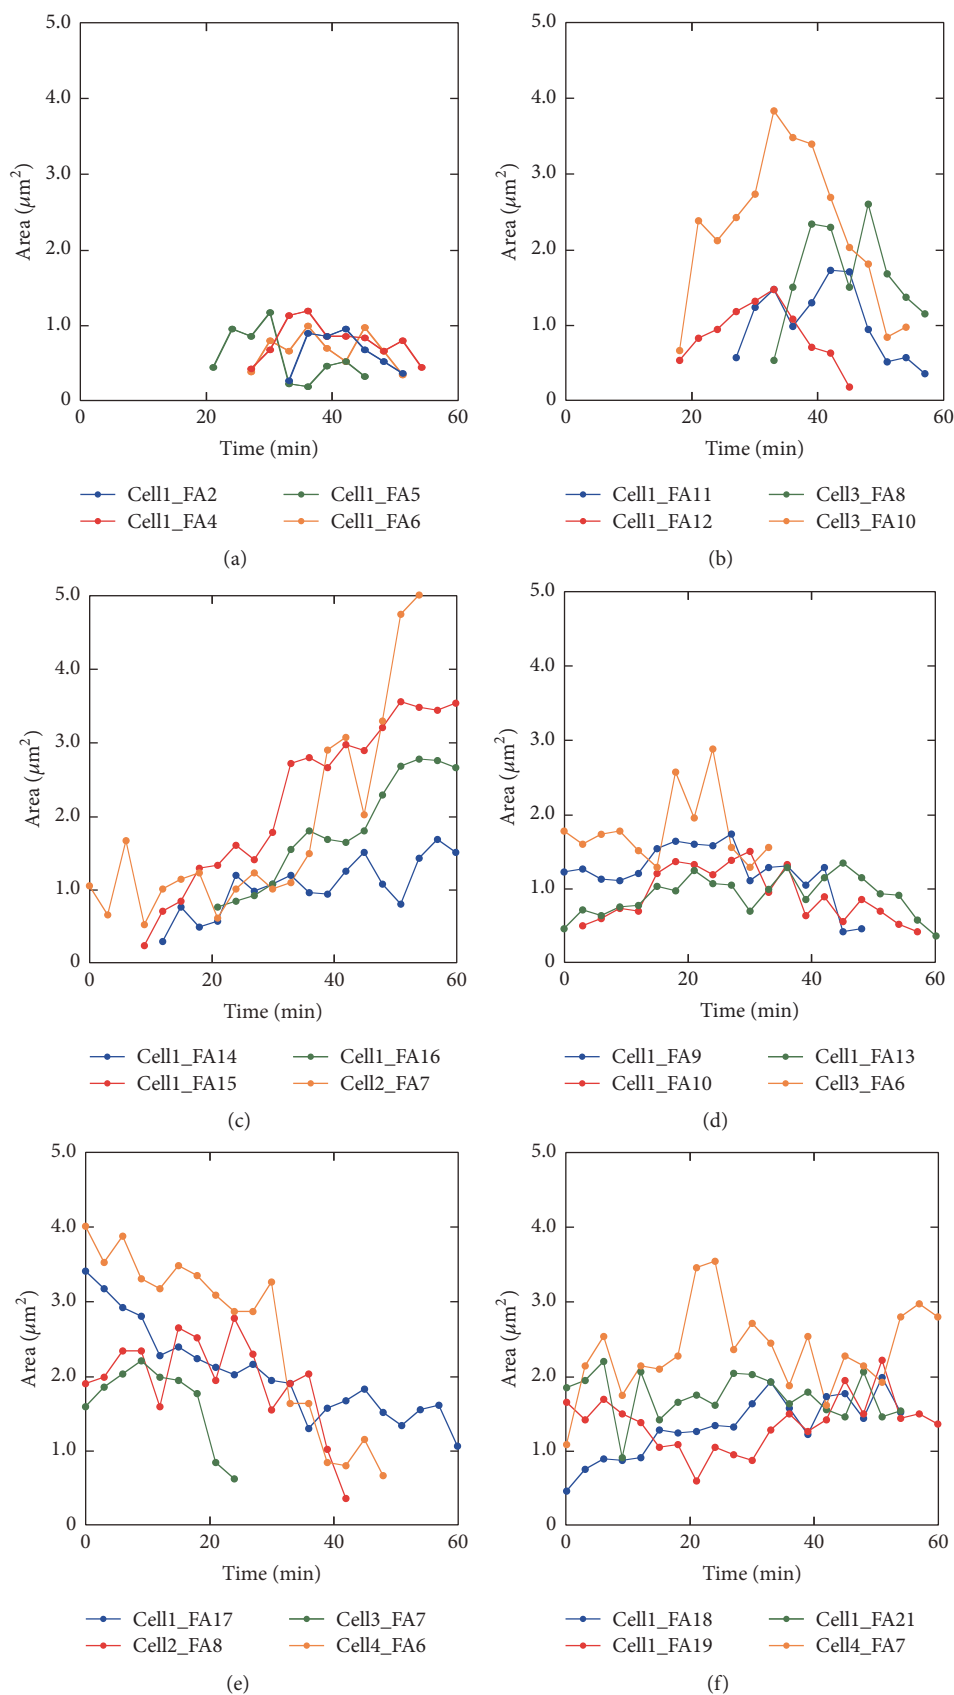 5.0
4.0
3.0
2.0
1.0
0
Area (μm²)
0 20 40 60
Time (min)
Cell1_FA2 Cell1_FA5
Cell1_FA4 Cell1_FA6
(a)
5.0
4.0
3.0
2.0
1.0
0
Area (μm²)
0 20 40 60
Time (min)
Cell1_FA11 Cell3_FA8
Cell1_FA12 Cell3_FA10
(b)
5.0
4.0
3.0
2.0
1.0
0
Area (μm²)
0 20 40 60
Time (min)
Cell1_FA14 Cell1_FA16
Cell1_FA15 Cell2_FA7
(c)
5.0
4.0
3.0
2.0
1.0
0
Area (μm²)
0 20 40 60
Time (min)
Cell1_FA9 Cell1_FA13
Cell1_FA10 Cell3_FA6
(d)
5.0
4.0
3.0
2.0
1.0
0
Area (μm²)
0 20 40 60
Time (min)
Cell1_FA17 Cell3_FA7
Cell2_FA8 Cell4_FA6
(e)
5.0
4.0
3.0
2.0
1.0
0
Area (μm²)
0 20 40 60
Time (min)
Cell1_FA18 Cell1_FA21
Cell1_FA19 Cell4_FA7
(f)